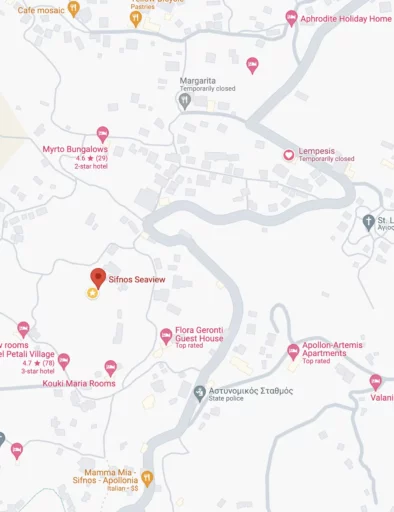 Cafe mosaic
Pastries
Aphrodite Holiday Home
Margarita
Temporarily closed
Myrto Bungalows
4.6 ★ (29)
2-star hotel
Lempesis
Temporarily closed
St. L
Άγιος
Sifnos Seaview
w rooms
el Petali Village
4.7 ★ (78)
3-star hotel
Kouki Maria Rooms
Flora Geronti
Guest House
Top rated
Apollon-Artemis
Apartments
Top rated
Valani
Αστυνομικός Σταθμός
State police
Mamma Mia -
Sifnos - Apollonia
Italian • $$